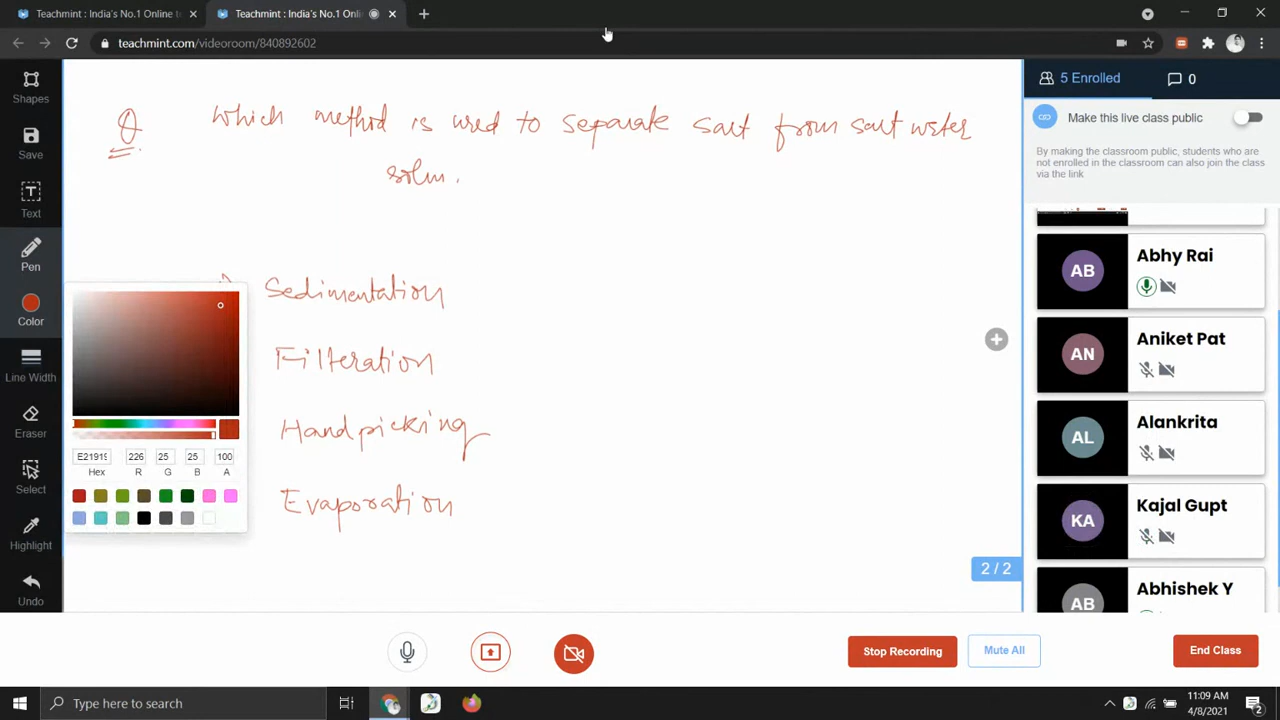 Teachmint : India's No.1 Online t
Teachmint : India's No.1 Onli
teachmint.com/videoroom/840892602
Shapes
Save
Text
Pen
Color
Line Width
Eraser
Select
Highlight
Undo
Q Which method is used to separate salt from salt water
soln.
Sedimentation
Filteration
Handpicking
Evaporation
E21919 226 25 25 100
Hex R G B A
2 / 2
5 Enrolled 0
Make this live class public
By making the classroom public, students who are
not enrolled in the classroom can also join the class
via the link
AB Abhy Rai
AN Aniket Pat
AL Alankrita
KA Kajal Gupt
AB Abhishek Y
Stop Recording Mute All End Class
Type here to search
11:09 AM
4/8/2021
2